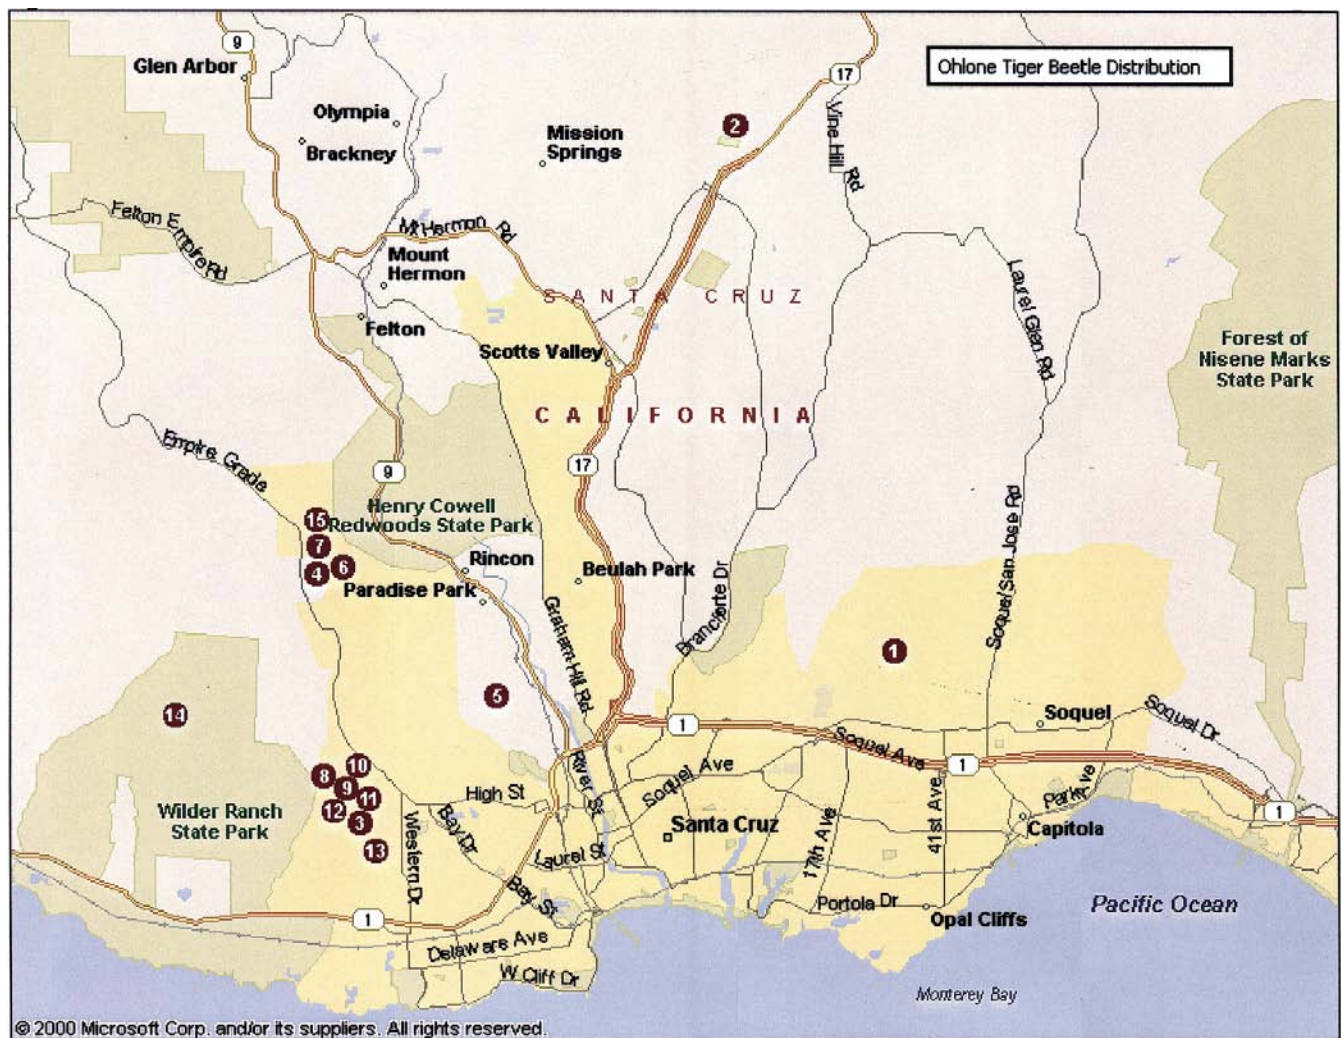 Ohlone Tiger Beetle Distribution
9
Glen Arbor
17
Olympia
Brackney
Mission
Springs
2
Vine Hill Rd
Felton Empire Rd
Mt Hermon Rd
Mount
Hermon
Felton
SANTA CRUZ
Scotts Valley
Laurel Glen Rd
Forest of
Nisene Marks
State Park
CALIFORNIA
Empire Grade
9
17
Henry Cowell
Redwoods State Park
15
7
4
6
Rincon
Paradise Park
Beulah Park
Graham Hill Rd
Branciforte Dr
Soquel San Jose Rd
1
5
14
Soquel
Soquel Dr
1
Soquel Ave
1
1
8
10
9
11
12
3
13
Wilder Ranch
State Park
High St
River St
Soquel Ave
Park Ave
41st Ave
17th Ave
Western Dr
Bay Dr
Santa Cruz
Capitola
Laurel St
Bay St
Portola Dr
Opal Cliffs
Pacific Ocean
1
Delaware Ave
W Cliff Dr
Monterey Bay
© 2000 Microsoft Corp. and/or its suppliers. All rights reserved.